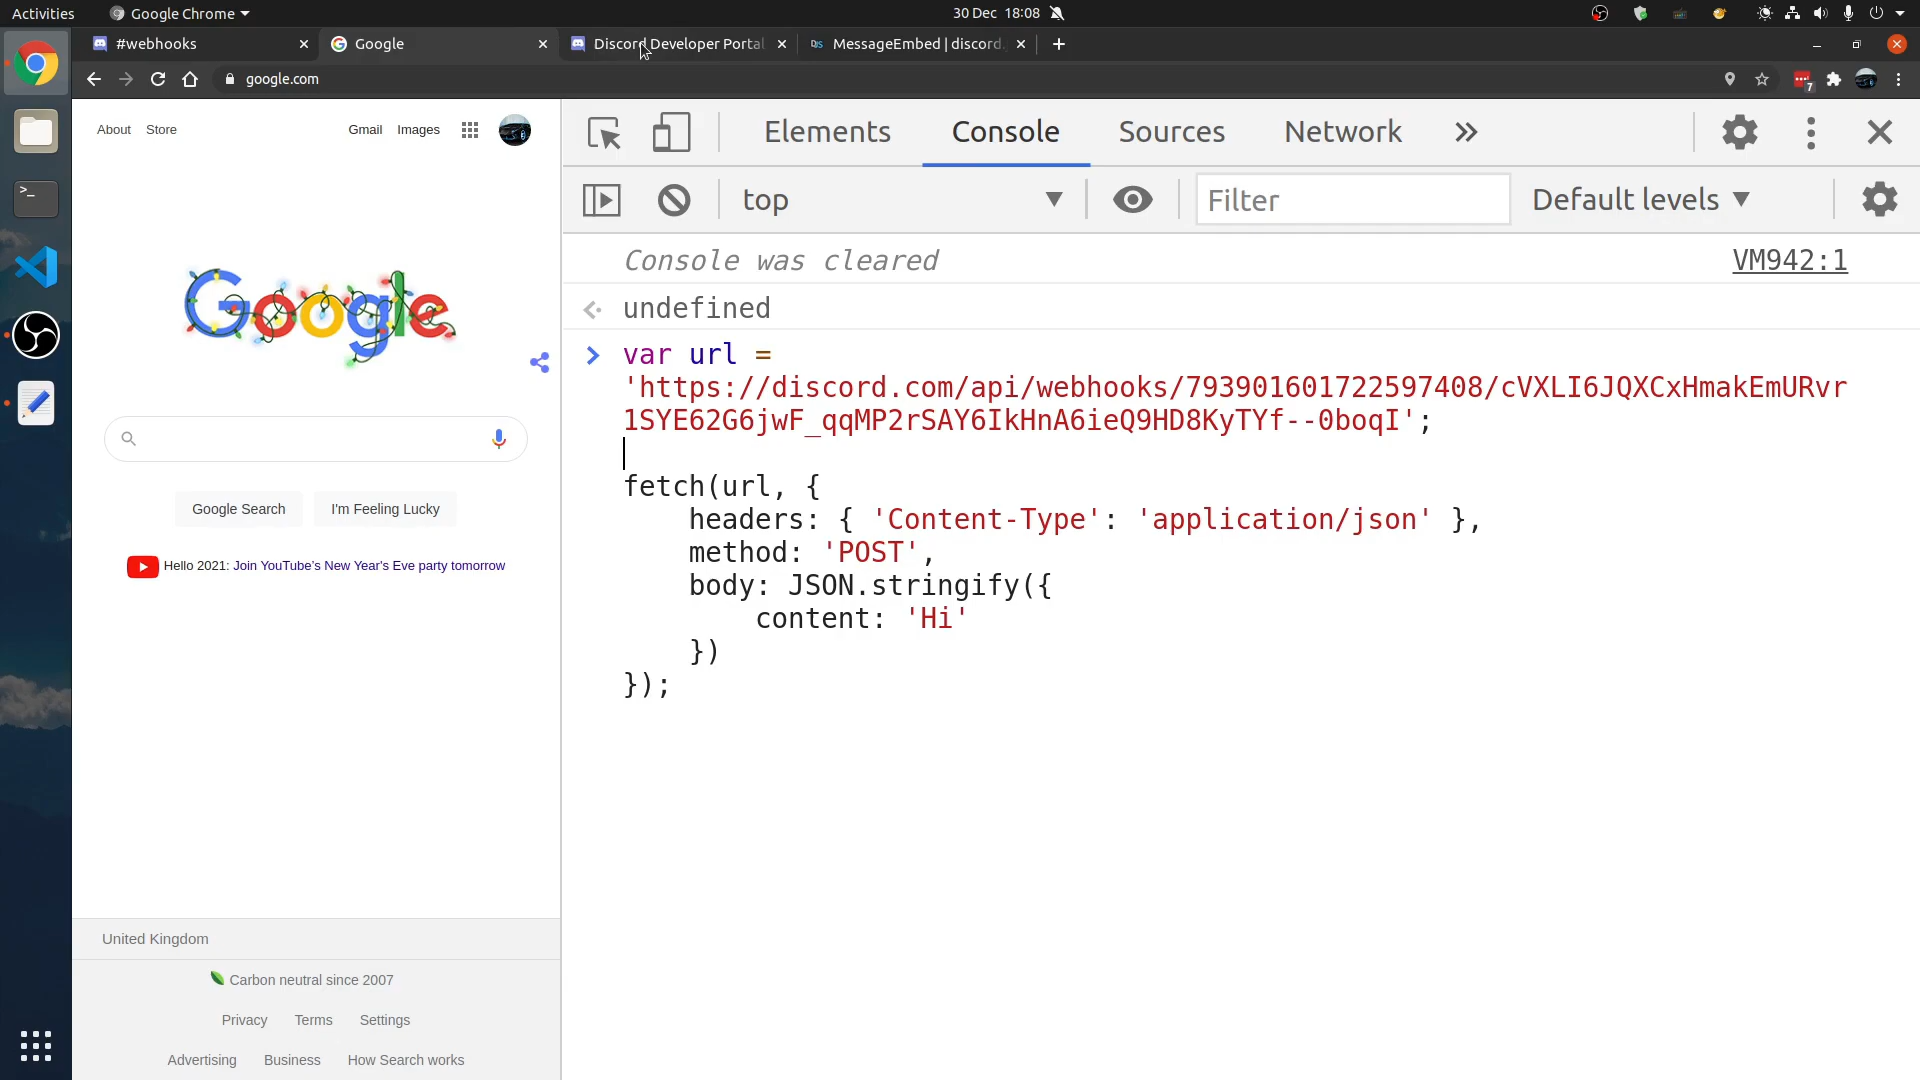 Activities
Google Chrome
30 Dec 18:08
#webhooks
Google
Discord Developer Portal
MessageEmbed | discord.
google.com
7
About
Store
Gmail
Images
Google
Google Search
I'm Feeling Lucky
Hello 2021: Join YouTube's New Year's Eve party tomorrow
United Kingdom
Carbon neutral since 2007
Privacy
Terms
Settings
Advertising
Business
How Search works
Elements
Console
Sources
Network
top
Filter
Default levels
Console was cleared
VM942:1
undefined
var url =
'https://discord.com/api/webhooks/793901601722597408/cVXLI6JQXCxHmakEmURvr
1SYE62G6jwF_qqMP2rSAY6IkHnA6ieQ9HD8KyTYf--0boqI';
fetch(url, {
headers: { 'Content-Type': 'application/json' },
method: 'POST',
body: JSON.stringify({
content: 'Hi'
})
});